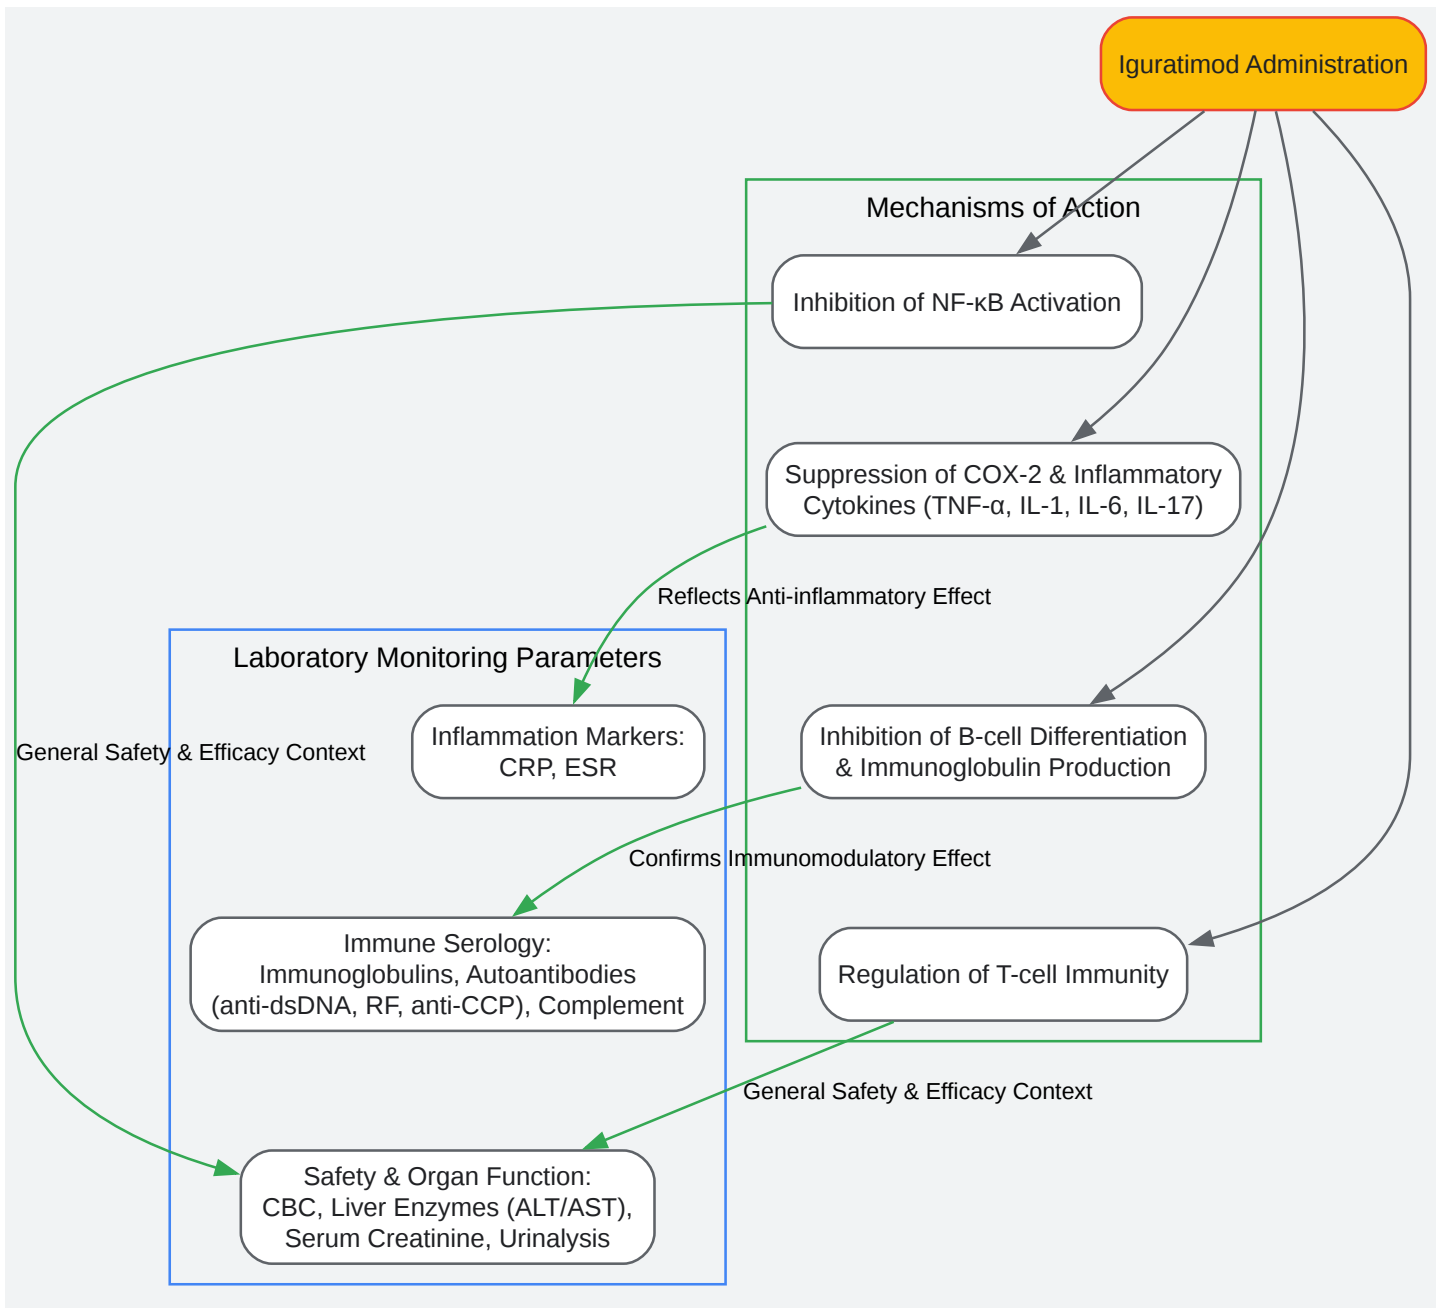 Iguratimod Administration
Mechanisms of Action
Inhibition of NF-κB Activation
Suppression of COX-2 & Inflammatory
Cytokines (TNF-α, IL-1, IL-6, IL-17)
Reflects Anti-inflammatory Effect
Laboratory Monitoring Parameters
Inflammation Markers:
CRP, ESR
General Safety & Efficacy Context
Inhibition of B-cell Differentiation
& Immunoglobulin Production
Confirms Immunomodulatory Effect
Immune Serology:
Immunoglobulins, Autoantibodies
(anti-dsDNA, RF, anti-CCP), Complement
Regulation of T-cell Immunity
General Safety & Efficacy Context
Safety & Organ Function:
CBC, Liver Enzymes (ALT/AST),
Serum Creatinine, Urinalysis